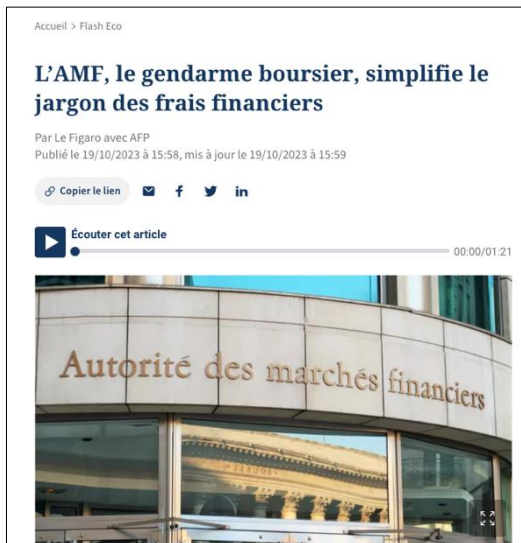 Accueil > Flash Eco
L’AMF, le gendarme boursier, simplifie le
jargon des frais financiers
Par Le Figaro avec AFP
Publié le 19/10/2023 à 15:58, mis à jour le 19/10/2023 à 15:59
Copier le lien
Écouter cet article
00:00/01:21
Autorité des marchés financiers